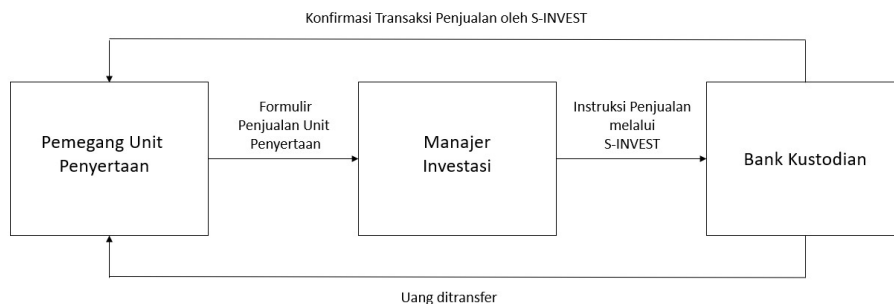 Konfirmasi Transaksi Penjualan oleh S-INVEST
Pemegang Unit
Penyertaan
Formulir
Penjualan Unit
Penyertaan
Manajer
Investasi
Instruksi Penjualan
melalui
S-INVEST
Bank Kustodian
Uang ditransfer